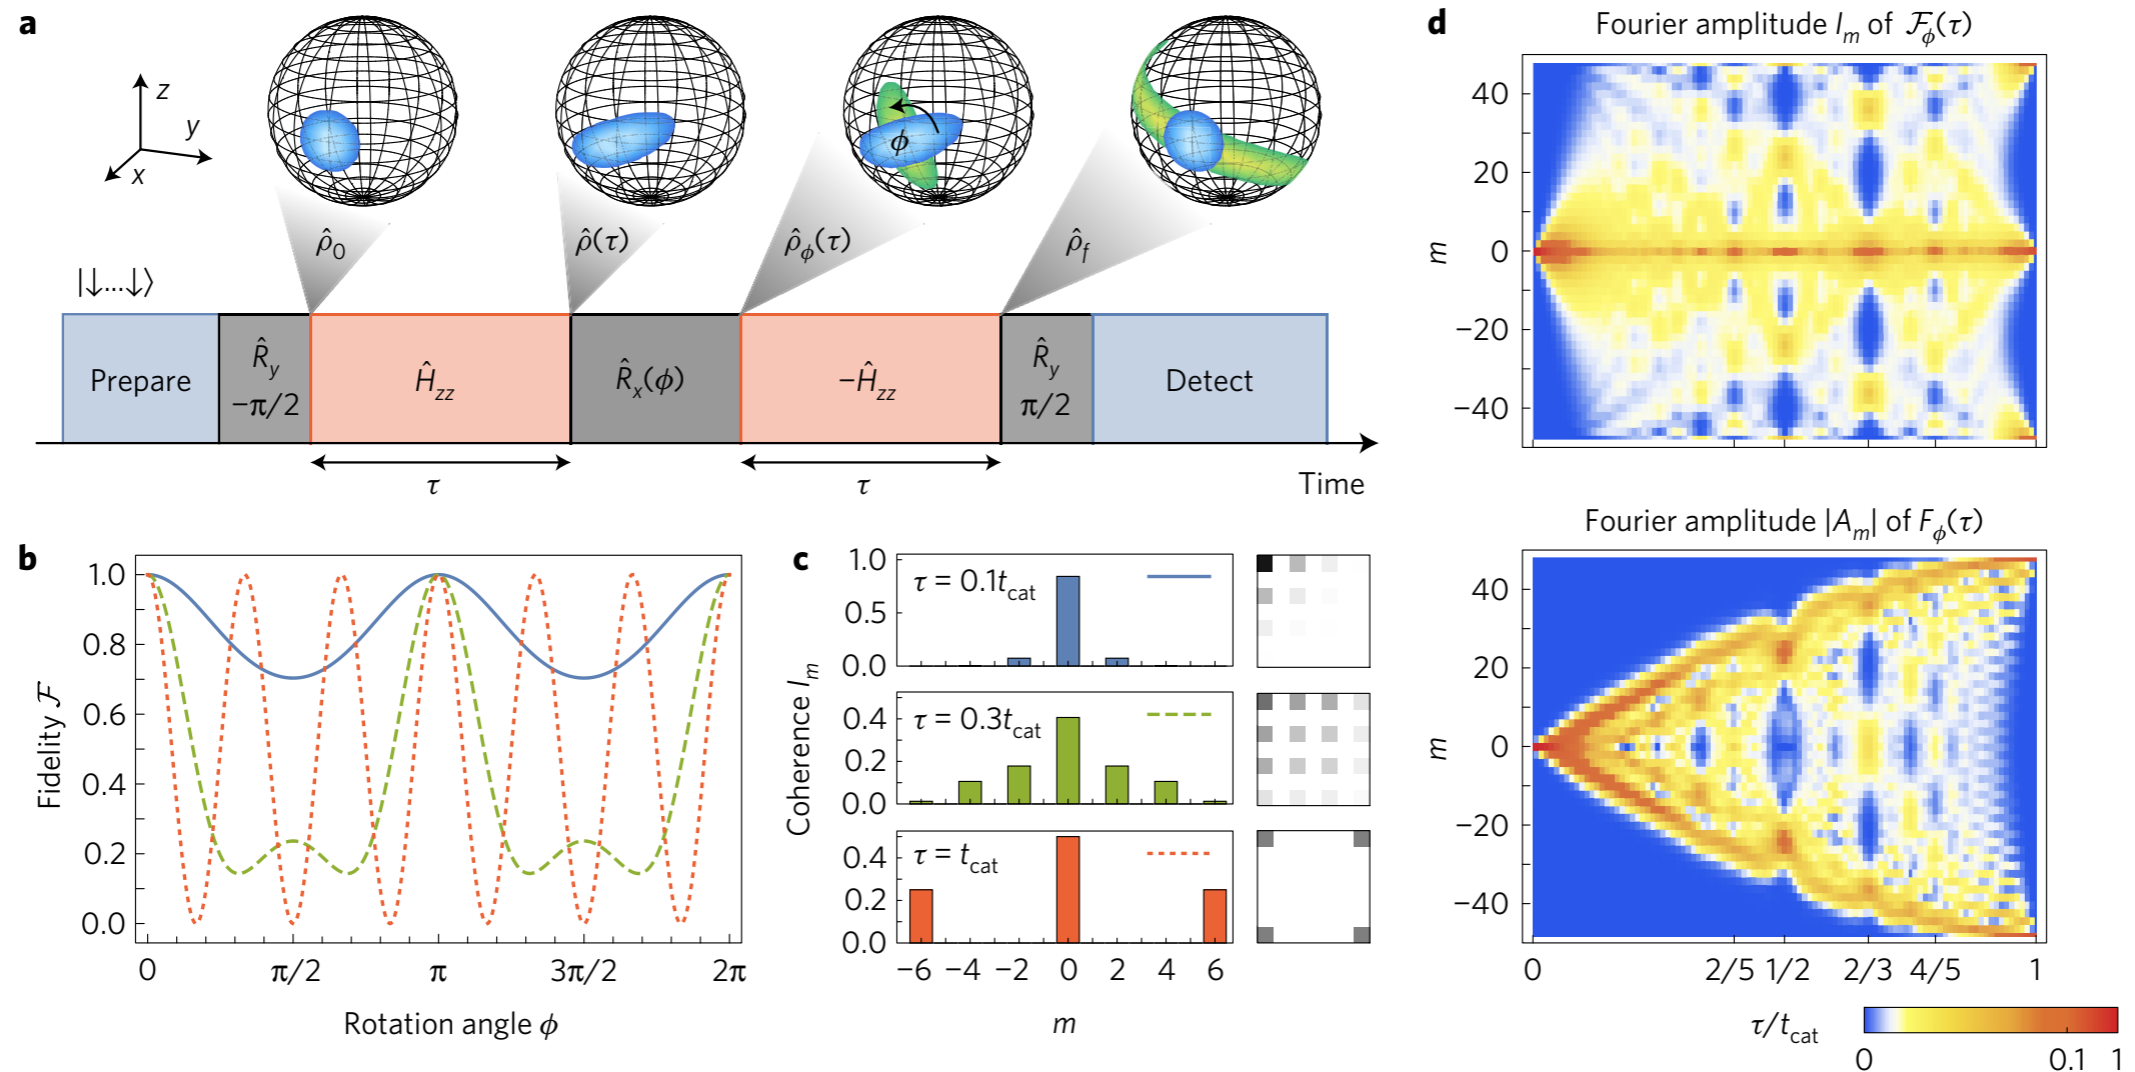 a
z
y
x
ϕ
ρ̂₀
ρ̂(τ)
ρ̂ϕ(τ)
ρ̂f
|↓...↓⟩
Prepare
R̂y
−π/2
Ĥzz
R̂x(ϕ)
−Ĥzz
R̂y
π/2
Detect
τ
τ
Time
b
1.0
0.8
0.6
0.4
0.2
0.0
Fidelity ℱ
0 π/2 π 3π/2 2π
Rotation angle ϕ
c
1.0
0.5
0.0
τ = 0.1tcat
0.4
0.2
0.0
τ = 0.3tcat
0.4
0.2
0.0
τ = tcat
Coherence Im
−6 −4 −2 0 2 4 6
m
d
Fourier amplitude Im of ℱϕ(τ)
40
20
0
−20
−40
m
Fourier amplitude |Am| of Fϕ(τ)
40
20
0
−20
−40
m
0 2/5 1/2 2/3 4/5 1
τ/tcat
0 0.1 1